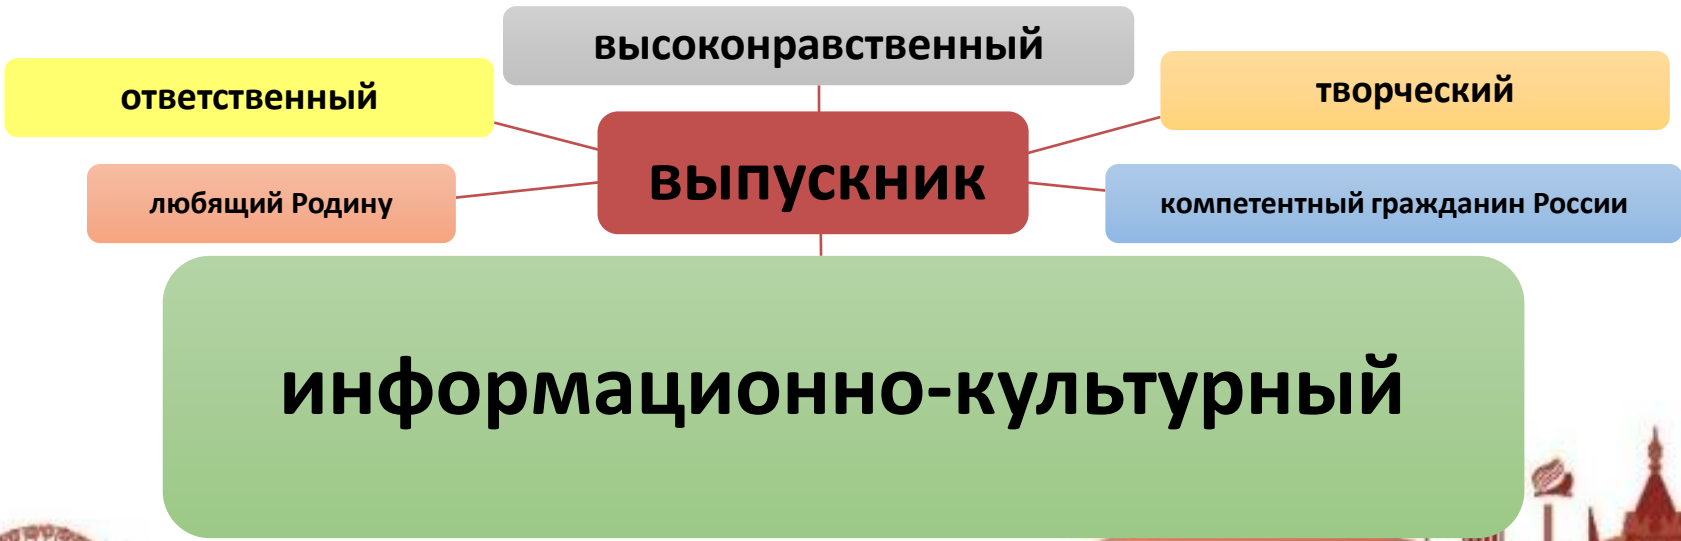 высоконравственный
ответственный
творческий
выпускник
любящий Родину
компетентный гражданин России
информационно-культурный